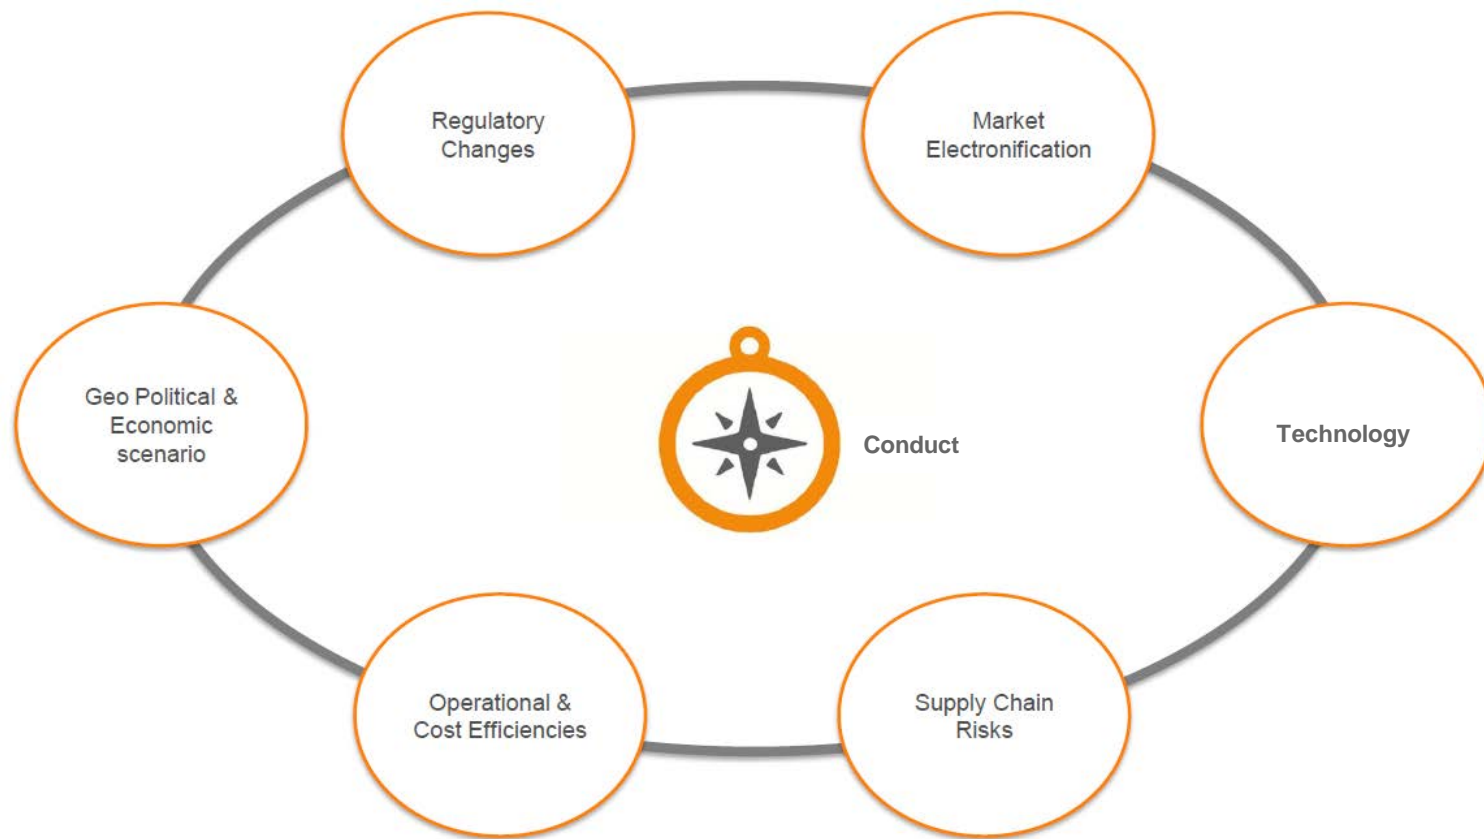 Regulatory
Changes
Market
Electronification
Geo Political &
Economic
scenario
Conduct
Technology
Operational &
Cost Efficiencies
Supply Chain
Risks